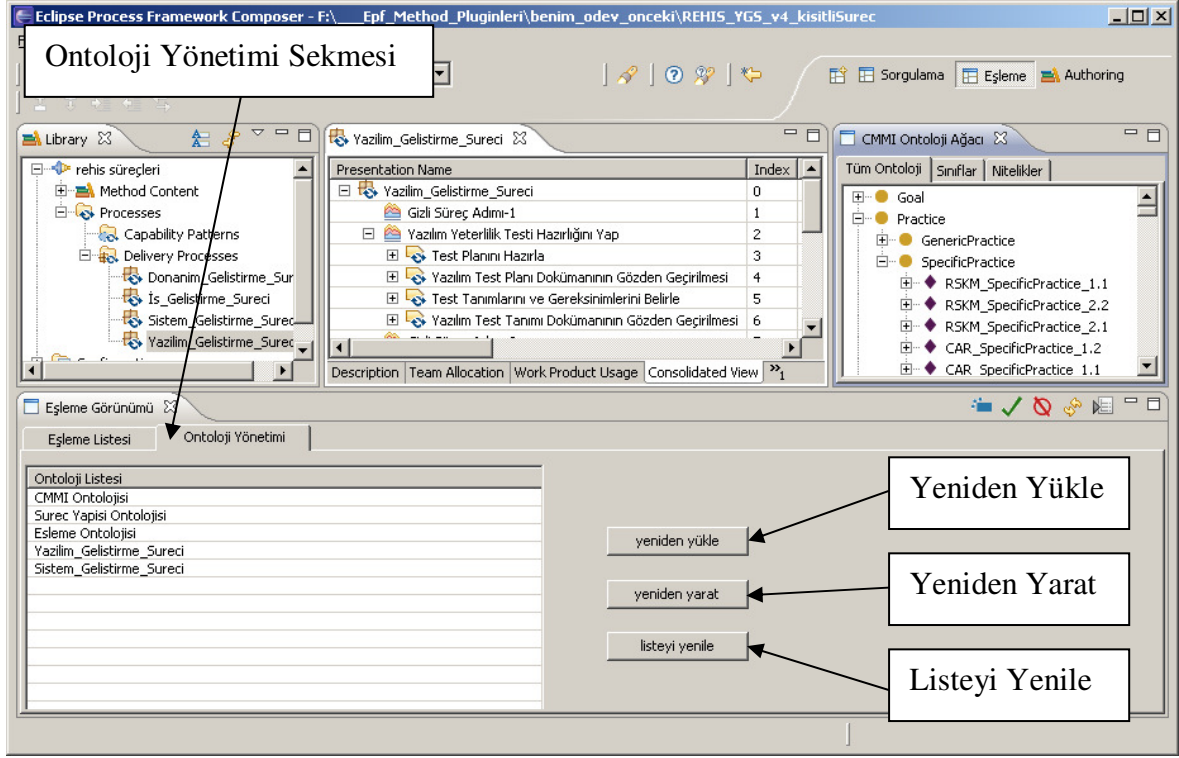 Eclipse Process Framework Composer - F:\___Epf_Method_Pluginleri\benim_odev_onceki\REHIS_YGS_v4_kisitliSurec
Ontoloji Yönetimi Sekmesi
Sorgulama
Eşleme
Authoring
Library
rehis süreçleri
Method Content
Processes
Capability Patterns
Delivery Processes
Donanim_Gelistirme_Sur
İs_Gelistirme_Sureci
Sistem_Gelistirme_Surec
Yazilim_Gelistirme_Surec
Yazilim_Gelistirme_Sureci
Presentation Name Index
Yazilim_Gelistirme_Sureci 0
Gizli Süreç Adımı-1 1
Yazılım Yeterlilik Testi Hazırlığını Yap 2
Test Planını Hazırla 3
Yazılım Test Planı Dokümanının Gözden Geçirilmesi 4
Test Tanımlarını ve Gereksinimlerini Belirle 5
Yazılım Test Tanımı Dokümanının Gözden Geçirilmesi 6
Description Team Allocation Work Product Usage Consolidated View »1
CMMI Ontoloji Ağacı
Tüm Ontoloji Sınıflar Nitelikler
Goal
Practice
GenericPractice
SpecificPractice
RSKM_SpecificPractice_1.1
RSKM_SpecificPractice_2.2
RSKM_SpecificPractice_2.1
CAR_SpecificPractice_1.2
CAR_SpecificPractice_1.1
Eşleme Görünümü
Eşleme Listesi Ontoloji Yönetimi
Ontoloji Listesi
CMMI Ontolojisi
Surec Yapisi Ontolojisi
Esleme Ontolojisi
Yazilim_Gelistirme_Sureci
Sistem_Gelistirme_Sureci
yeniden yükle
yeniden yarat
listeyi yenile
Yeniden Yükle
Yeniden Yarat
Listeyi Yenile